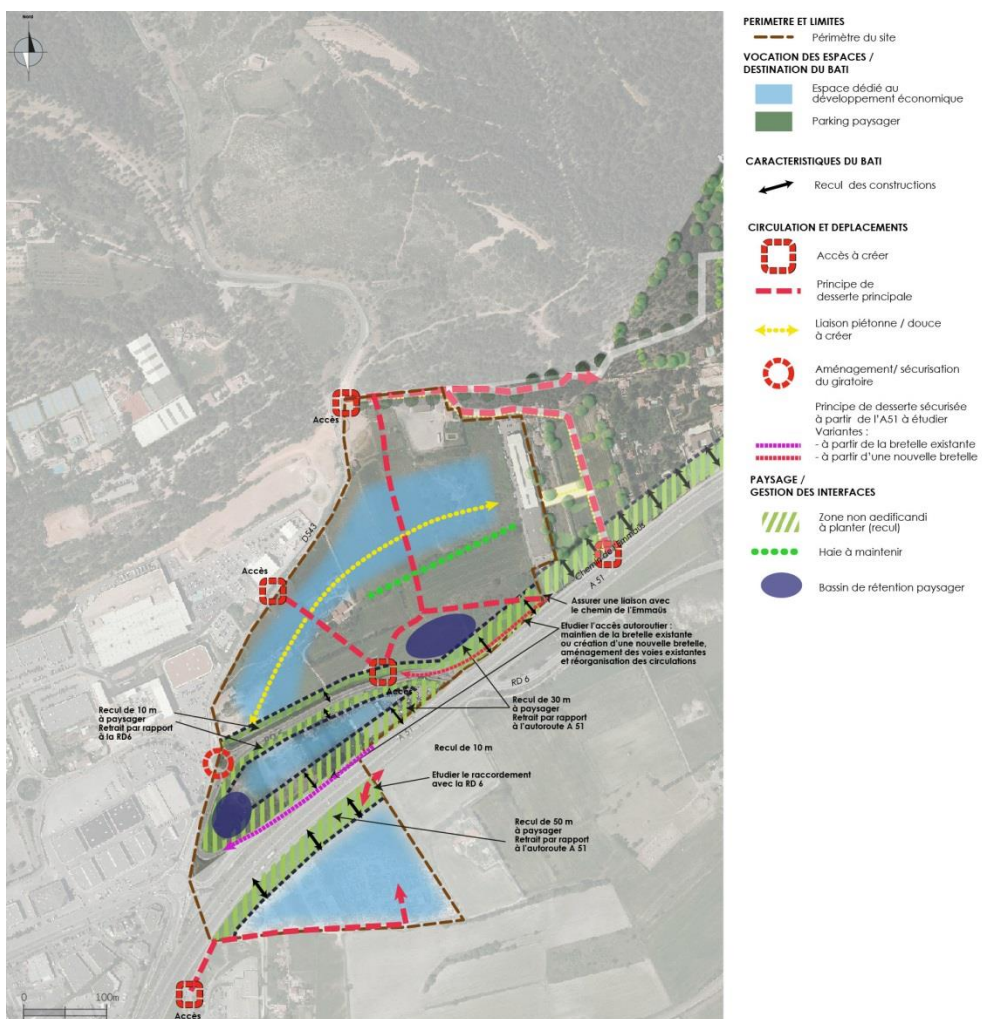 Nord
Accès
D543
Accès
Chemin de l'Emmaüs
A 51
Assurer une liaison avec
le chemin de l'Emmaüs
Etudier l'accès autoroutier :
maintien de la bretelle existante
ou création d'une nouvelle bretelle,
aménagement des voies existantes
et réorganisation des circulations
Accès
RD 6
Recul de 10 m
à paysager
Retrait par rapport
à la RD6
Recul de 30 m
à paysager
Retrait par rapport
à l'autoroute A 51
A 51
Recul de 10 m
Etudier le raccordement
avec la RD 6
Recul de 50 m
à paysager
Retrait par rapport
à l'autoroute A 51
0 100m
Accès
PERIMETRE ET LIMITES
Périmètre du site
VOCATION DES ESPACES /
DESTINATION DU BATI
Espace dédié au
développement économique
Parking paysager
CARACTERISTIQUES DU BATI
Recul des constructions
CIRCULATION ET DEPLACEMENTS
Accès à créer
Principe de
desserte principale
Liaison piétonne / douce
à créer
Aménagement/ sécurisation
du giratoire
Principe de desserte sécurisée
à partir de l'A51 à étudier
Variantes :
- à partir de la bretelle existante
- à partir d'une nouvelle bretelle
PAYSAGE /
GESTION DES INTERFACES
Zone non aedificandi
à planter (recul)
Haie à maintenir
Bassin de rétention paysager